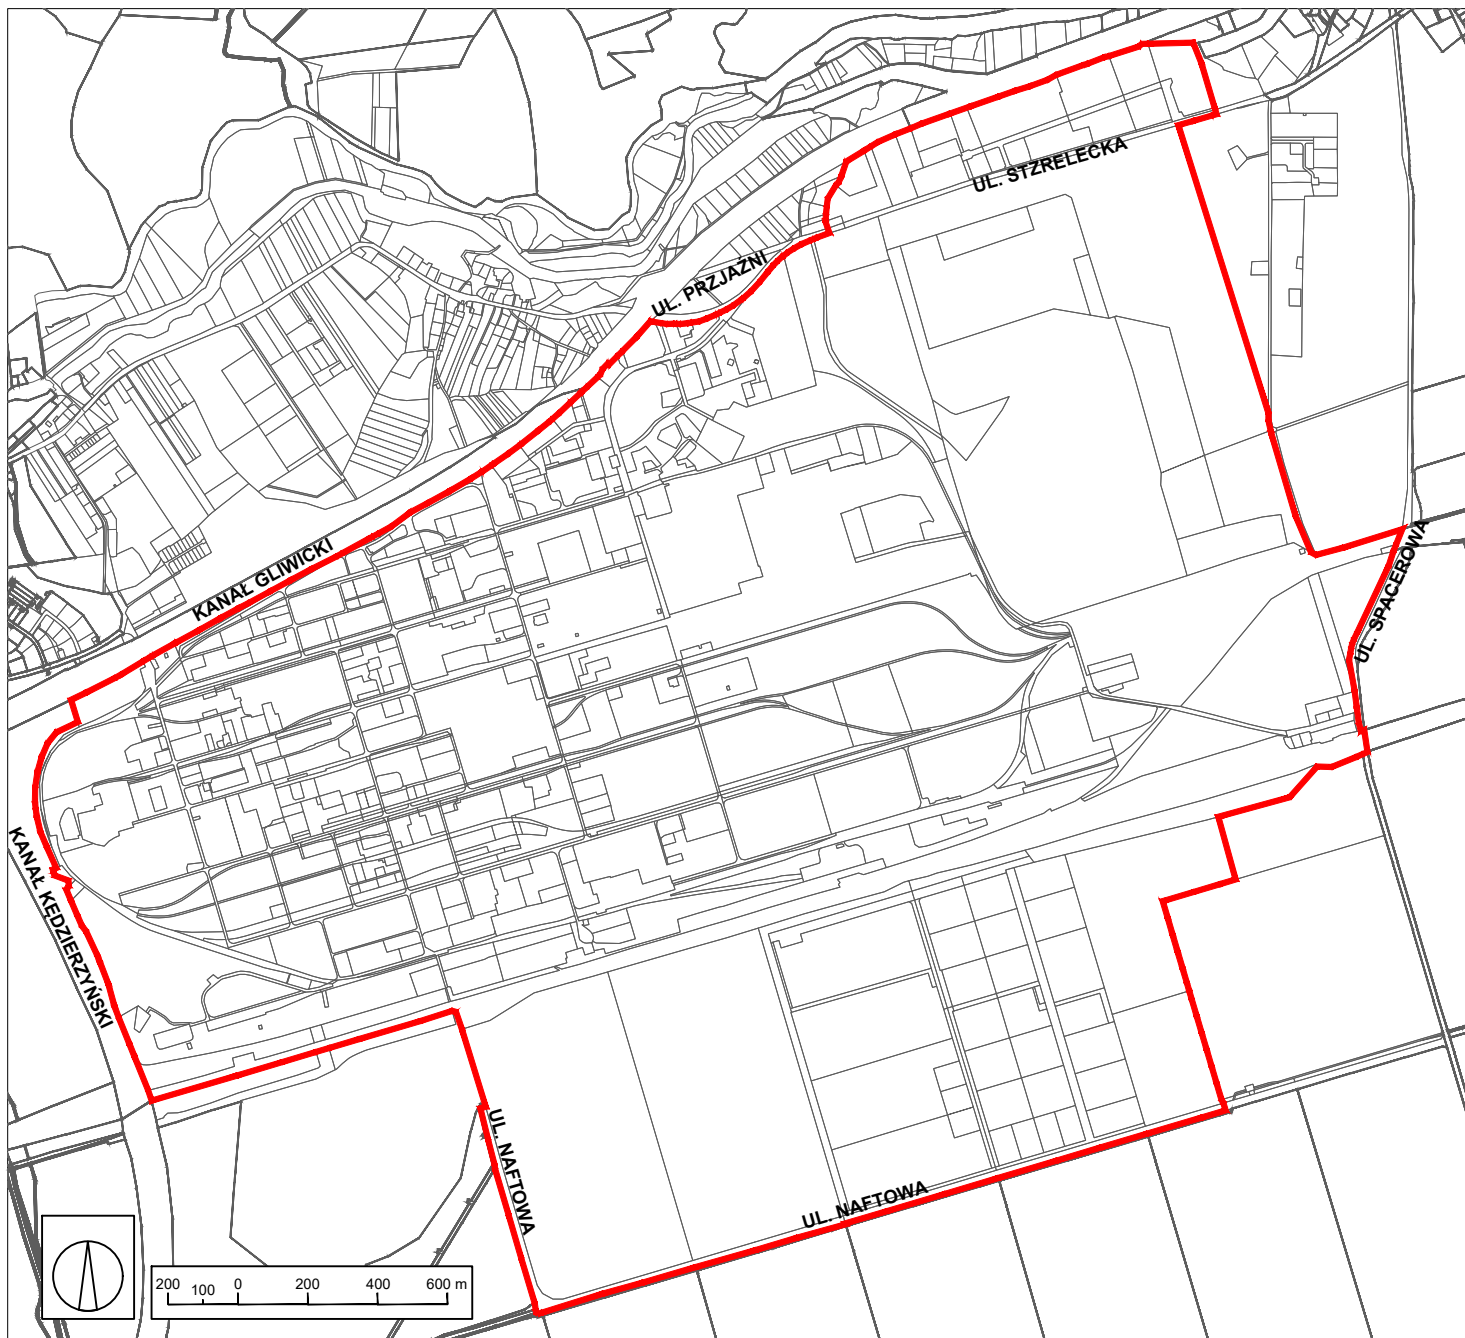 UL. STZRELECKA
UL. PRZJAŹNI
KANAŁ GLIWICKI
UL. SPACEROWA
KANAŁ KEDZIERZYŃSKI
UL. NAFTOWA
UL. NAFTOWA
200 100 0 200 400 600 m